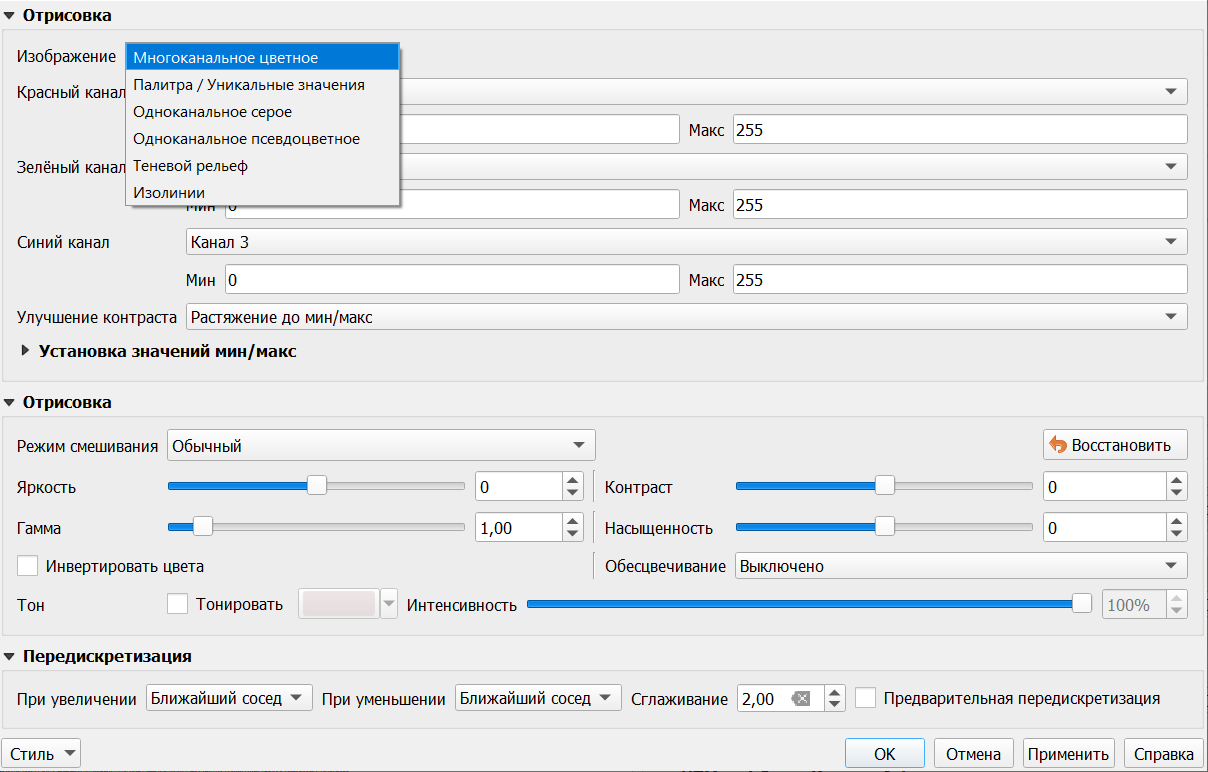 Отрисовка
Изображение
Многоканальное цветное
Палитра / Уникальные значения
Одноканальное серое
Одноканальное псевдоцветное
Теневой рельеф
Изолинии
Красный канал
Макс 255
Зелёный канал
Мин 0 Макс 255
Синий канал Канал 3
Мин 0 Макс 255
Улучшение контраста Растяжение до мин/макс
Установка значений мин/макс
Отрисовка
Режим смешивания Обычный Восстановить
Яркость 0 Контраст 0
Гамма 1,00 Насыщенность 0
Инвертировать цвета Обесцвечивание Выключено
Тон Тонировать Интенсивность 100%
Передискретизация
При увеличении Ближайший сосед При уменьшении Ближайший сосед Сглаживание 2,00 Предварительная передискретизация
Стиль OK Отмена Применить Справка